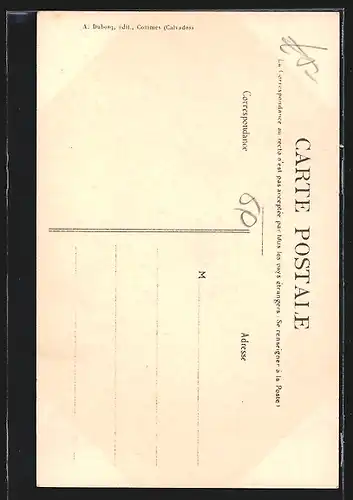 CARTE POSTALE
La Correspondance au recto n'est pas acceptée par tous les pays étrangers (Se renseigner à la Poste)
Correspondance
Adresse
M
A. Dubosq, édit., (Calvados)
50